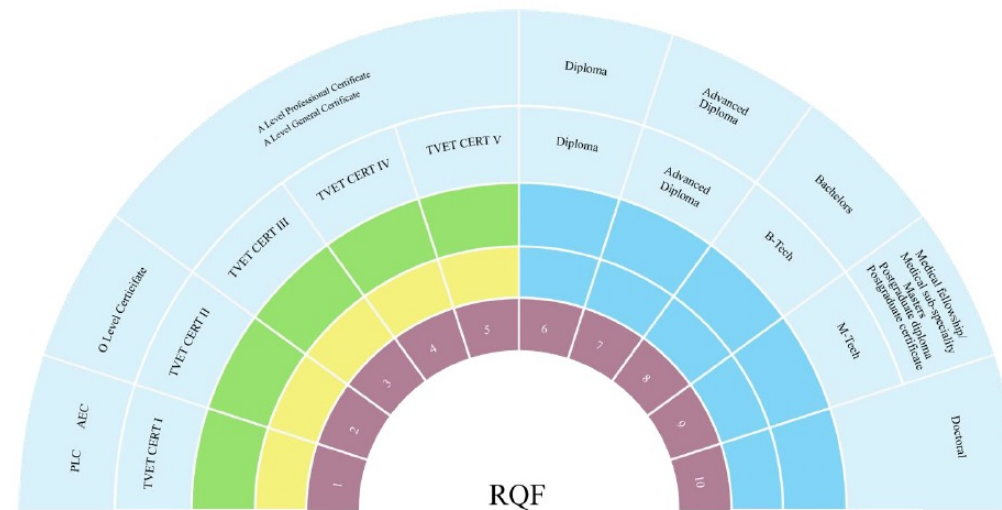 A Level Professional Certificate
A Level General Certificate
Diploma
Advanced
Diploma
Bachelors
Medical fellowship/
Medical sub-speciality
Masters
Postgraduate diploma
Postgraduate certificate
Doctoral
O Level Certicifate
AEC
PLC
TVET CERT I
TVET CERT II
TVET CERT III
TVET CERT IV
TVET CERT V
Diploma
Advanced
Diploma
B-Tech
M-Tech
1
2
3
4
5
6
7
8
9
10
RQF